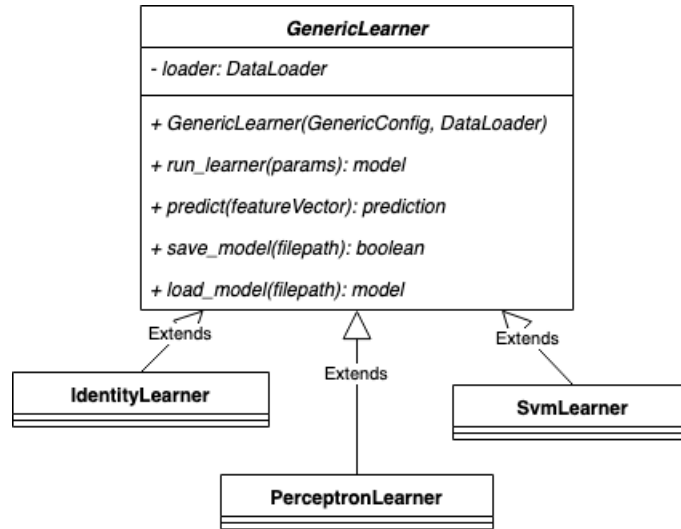 GenericLearner
- loader: DataLoader
+ GenericLearner(GenericConfig, DataLoader)
+ run_learner(params): model
+ predict(featureVector): prediction
+ save_model(filepath): boolean
+ load_model(filepath): model
Extends
Extends
Extends
IdentityLearner
SvmLearner
PerceptronLearner